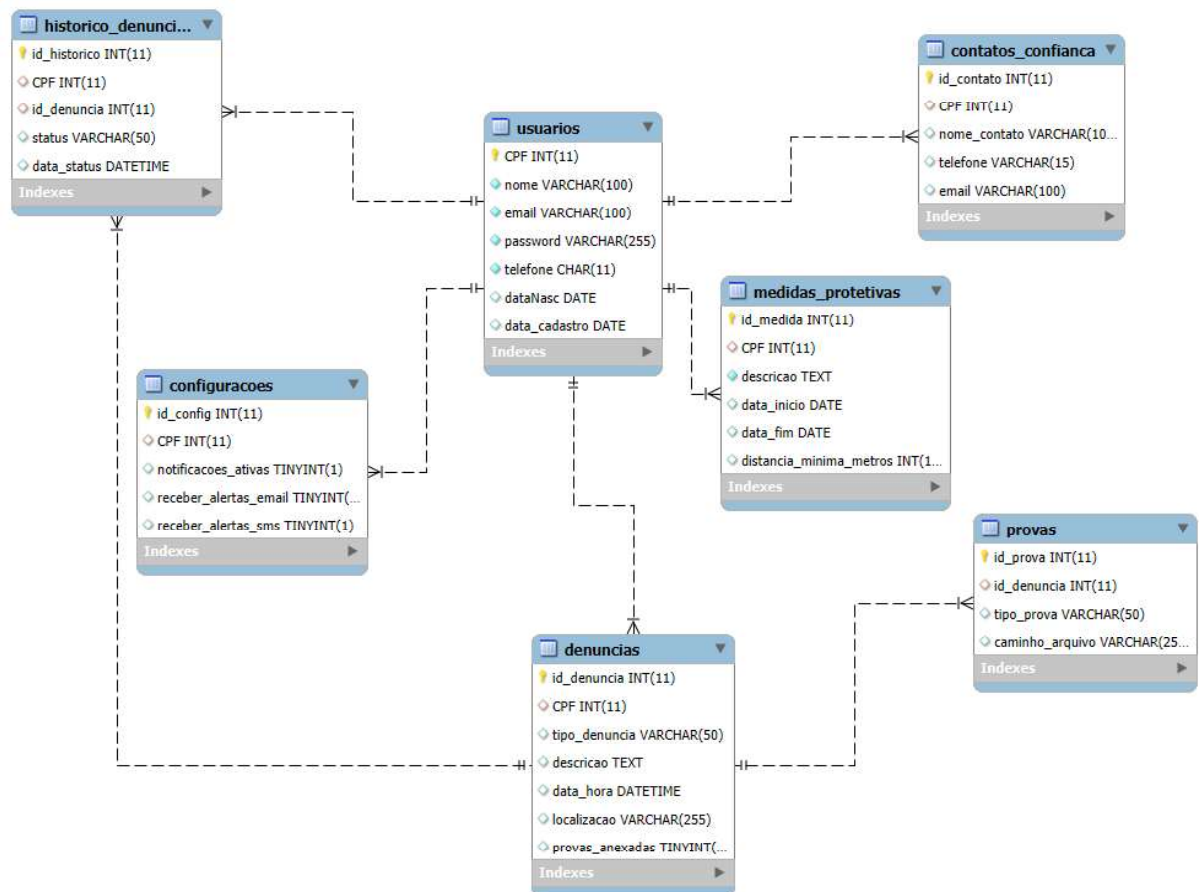 historico_denunci...
id_historico INT(11)
CPF INT(11)
id_denuncia INT(11)
status VARCHAR(50)
data_status DATETIME
Indexes
contatos_confianca
id_contato INT(11)
CPF INT(11)
nome_contato VARCHAR(10...
telefone VARCHAR(15)
email VARCHAR(100)
Indexes
usuarios
CPF INT(11)
nome VARCHAR(100)
email VARCHAR(100)
password VARCHAR(255)
telefone CHAR(11)
dataNasc DATE
data_cadastro DATE
Indexes
medidas_protetivas
id_medida INT(11)
CPF INT(11)
descricao TEXT
data_inicio DATE
data_fim DATE
distancia_minima_metros INT(1...
Indexes
configuracoes
id_config INT(11)
CPF INT(11)
notificacoes_ativas TINYINT(1)
receber_alertas_email TINYINT(...
receber_alertas_sms TINYINT(1)
Indexes
provas
id_prova INT(11)
id_denuncia INT(11)
tipo_prova VARCHAR(50)
caminho_arquivo VARCHAR(25...
Indexes
denuncias
id_denuncia INT(11)
CPF INT(11)
tipo_denuncia VARCHAR(50)
descricao TEXT
data_hora DATETIME
localizacao VARCHAR(255)
provas_anexadas TINYINT(...
Indexes